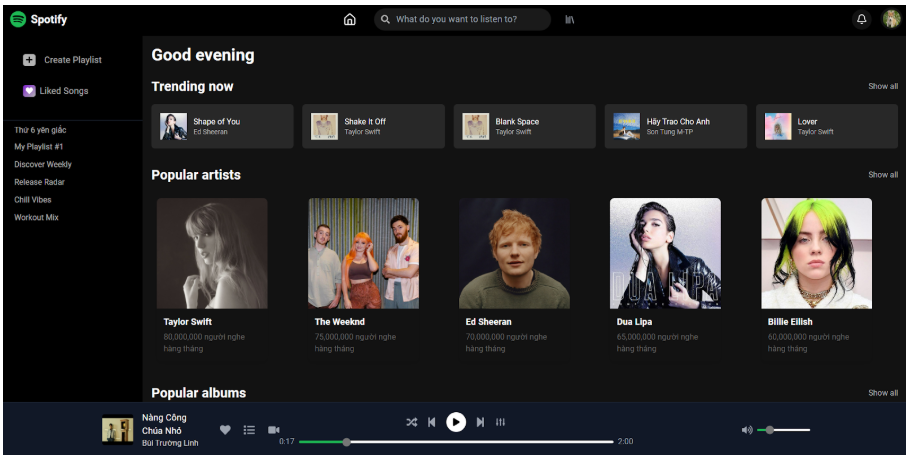 Spotify
What do you want to listen to?
Create Playlist
Liked Songs
Thứ 6 yên giấc
My Playlist #1
Discover Weekly
Release Radar
Chill Vibes
Workout Mix
Good evening
Trending now
Show all
Shape of You
Ed Sheeran
Shake It Off
Taylor Swift
Blank Space
Taylor Swift
Hãy Trao Cho Anh
Son Tung M-TP
Lover
Taylor Swift
Popular artists
Show all
DUA LIPA
Taylor Swift
80,000,000 người nghe
hàng tháng
The Weeknd
75,000,000 người nghe
hàng tháng
Ed Sheeran
70,000,000 người nghe
hàng tháng
Dua Lipa
65,000,000 người nghe
hàng tháng
Billie Eilish
60,000,000 người nghe
hàng tháng
Popular albums
Show all
Nàng Công
Chúa Nhỏ
Bùi Trường Linh
0:17
2:00